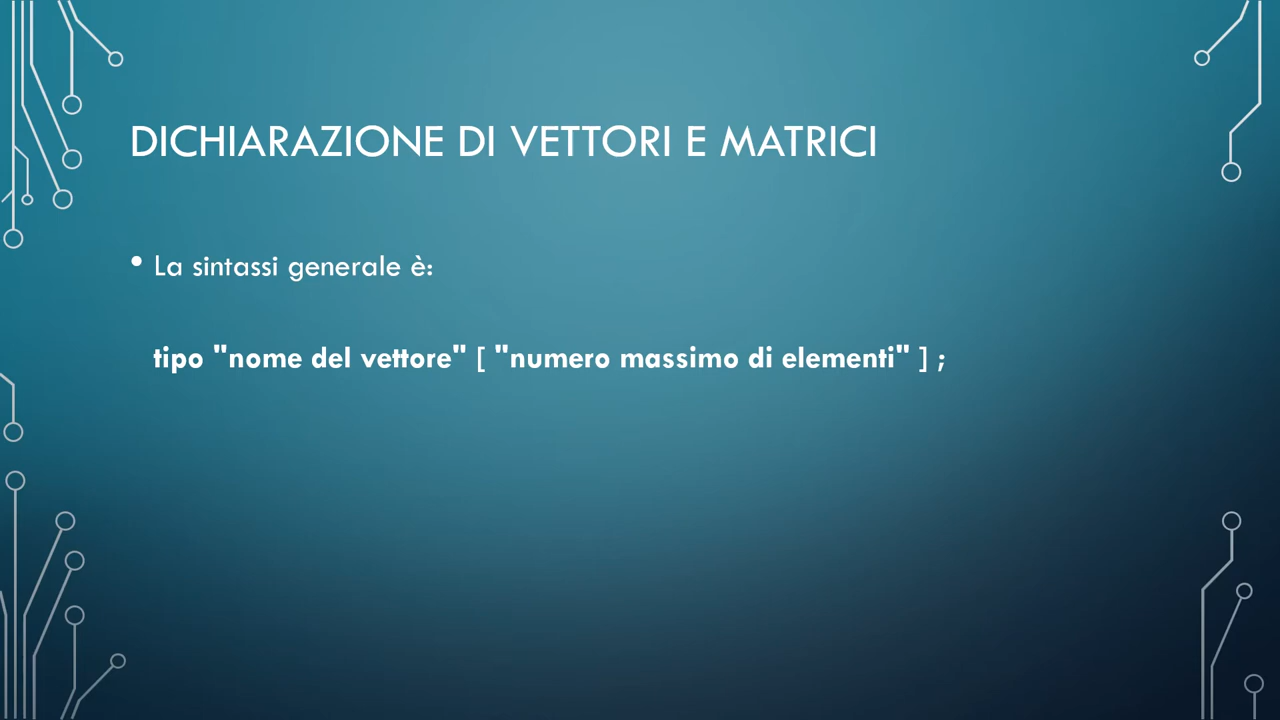 DICHIARAZIONE DI VETTORI E MATRICI
• La sintassi generale è:
tipo "nome del vettore" [ "numero massimo di elementi" ] ;